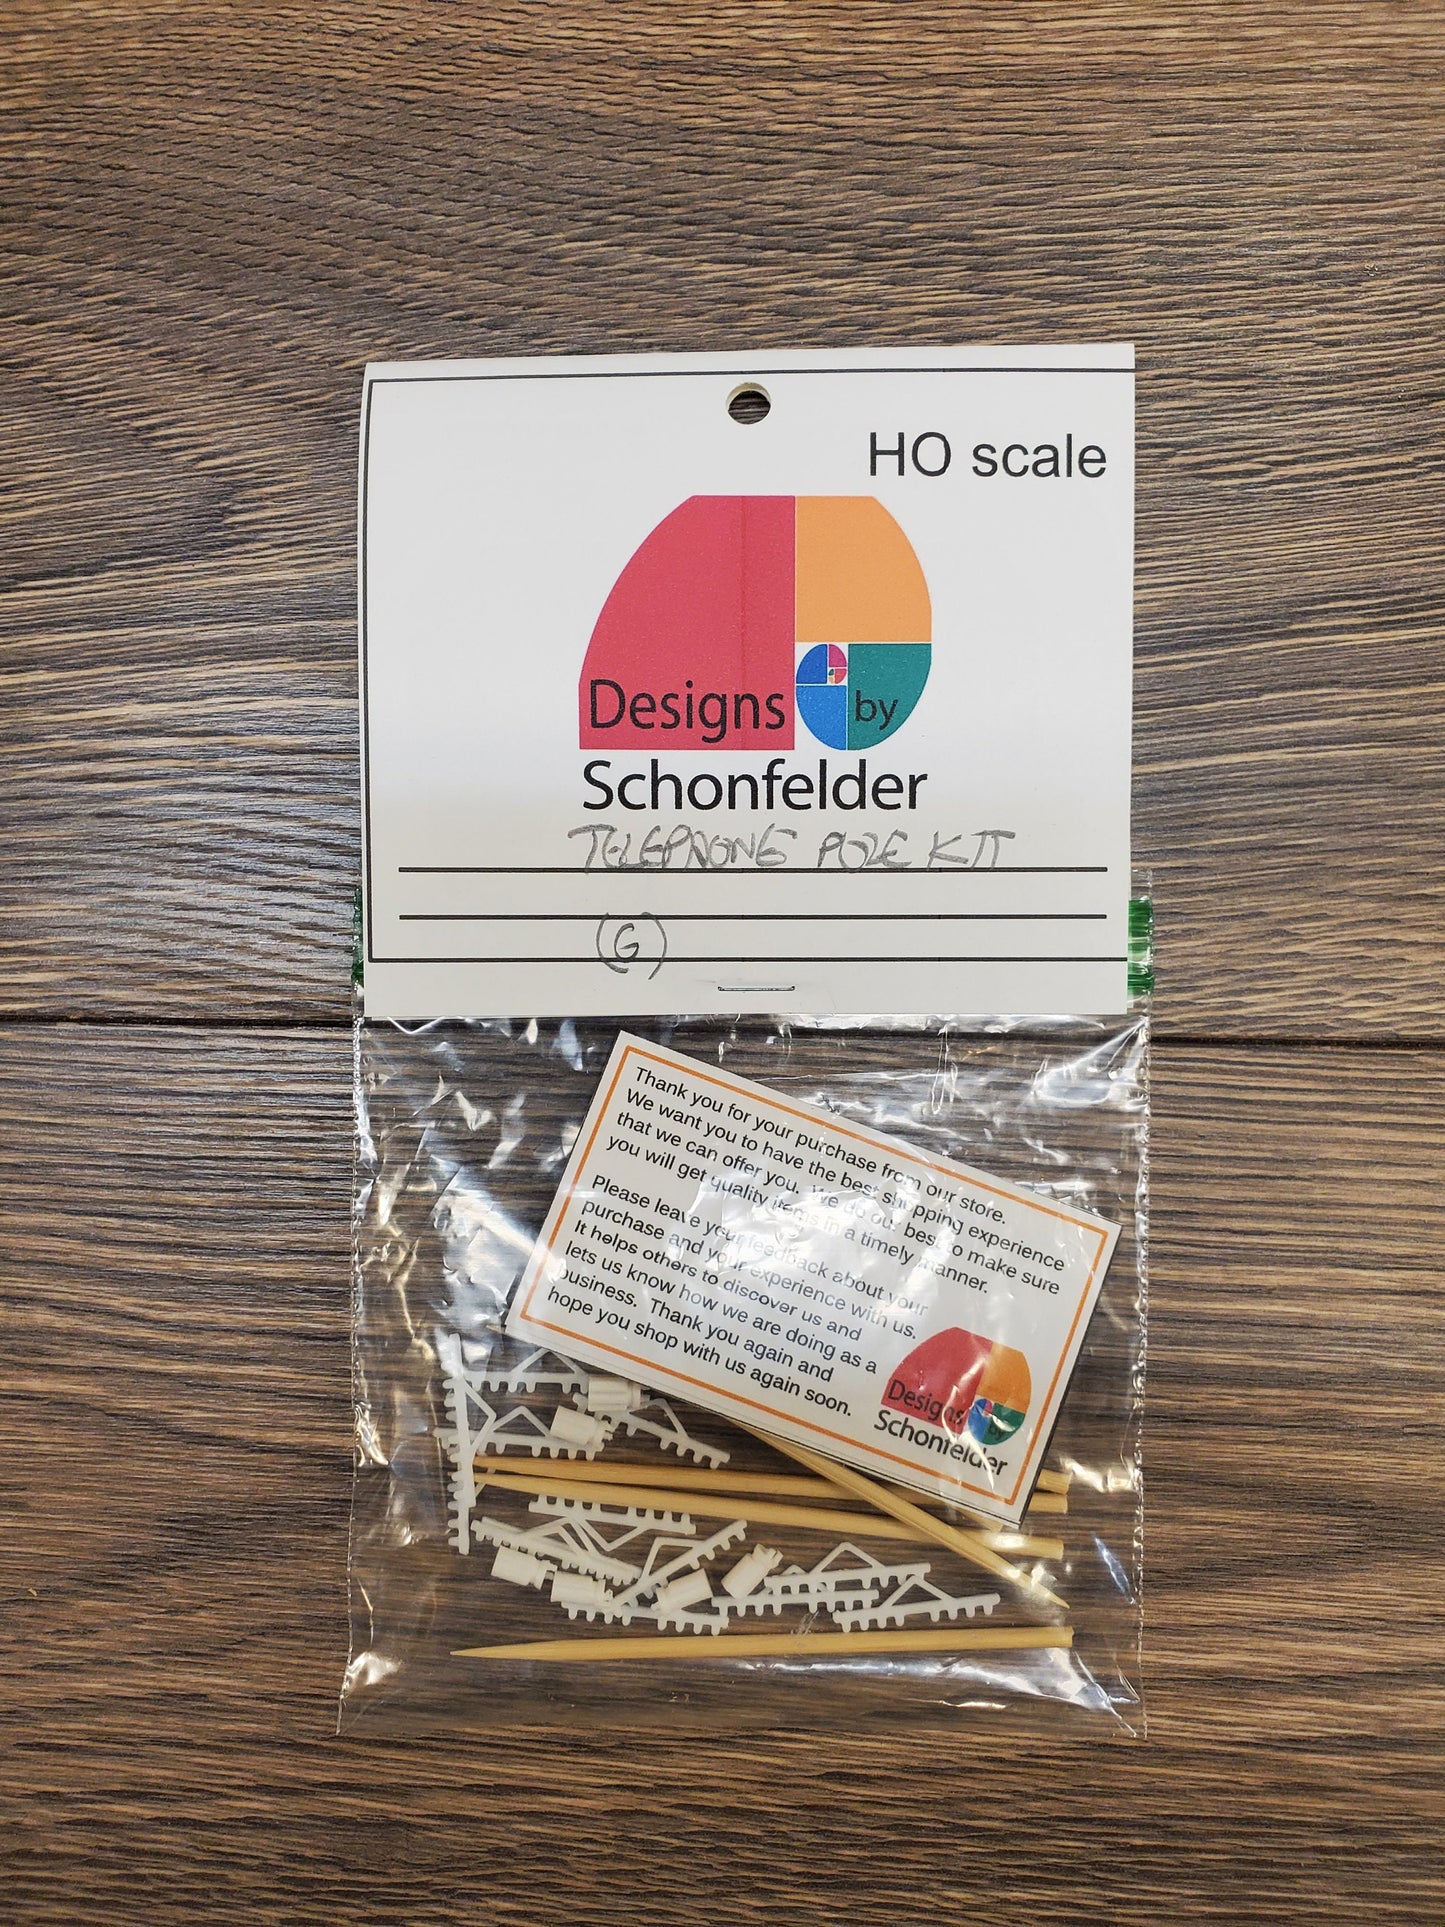 HO scale
Designs by
Schonfelder
TELEPHONE POLE KIT
(6)
Thank you for your purchase from our store.
We want you to have the best shopping experience
that we can offer you. We do our best to make sure
you will get quality items in a timely manner.
Please leave your feedback about your
purchase and your experience with us.
It helps others to discover us and
lets us know how we are doing as a
business. Thank you again and
hope you shop with us again soon.
Designs by
Schonfelder